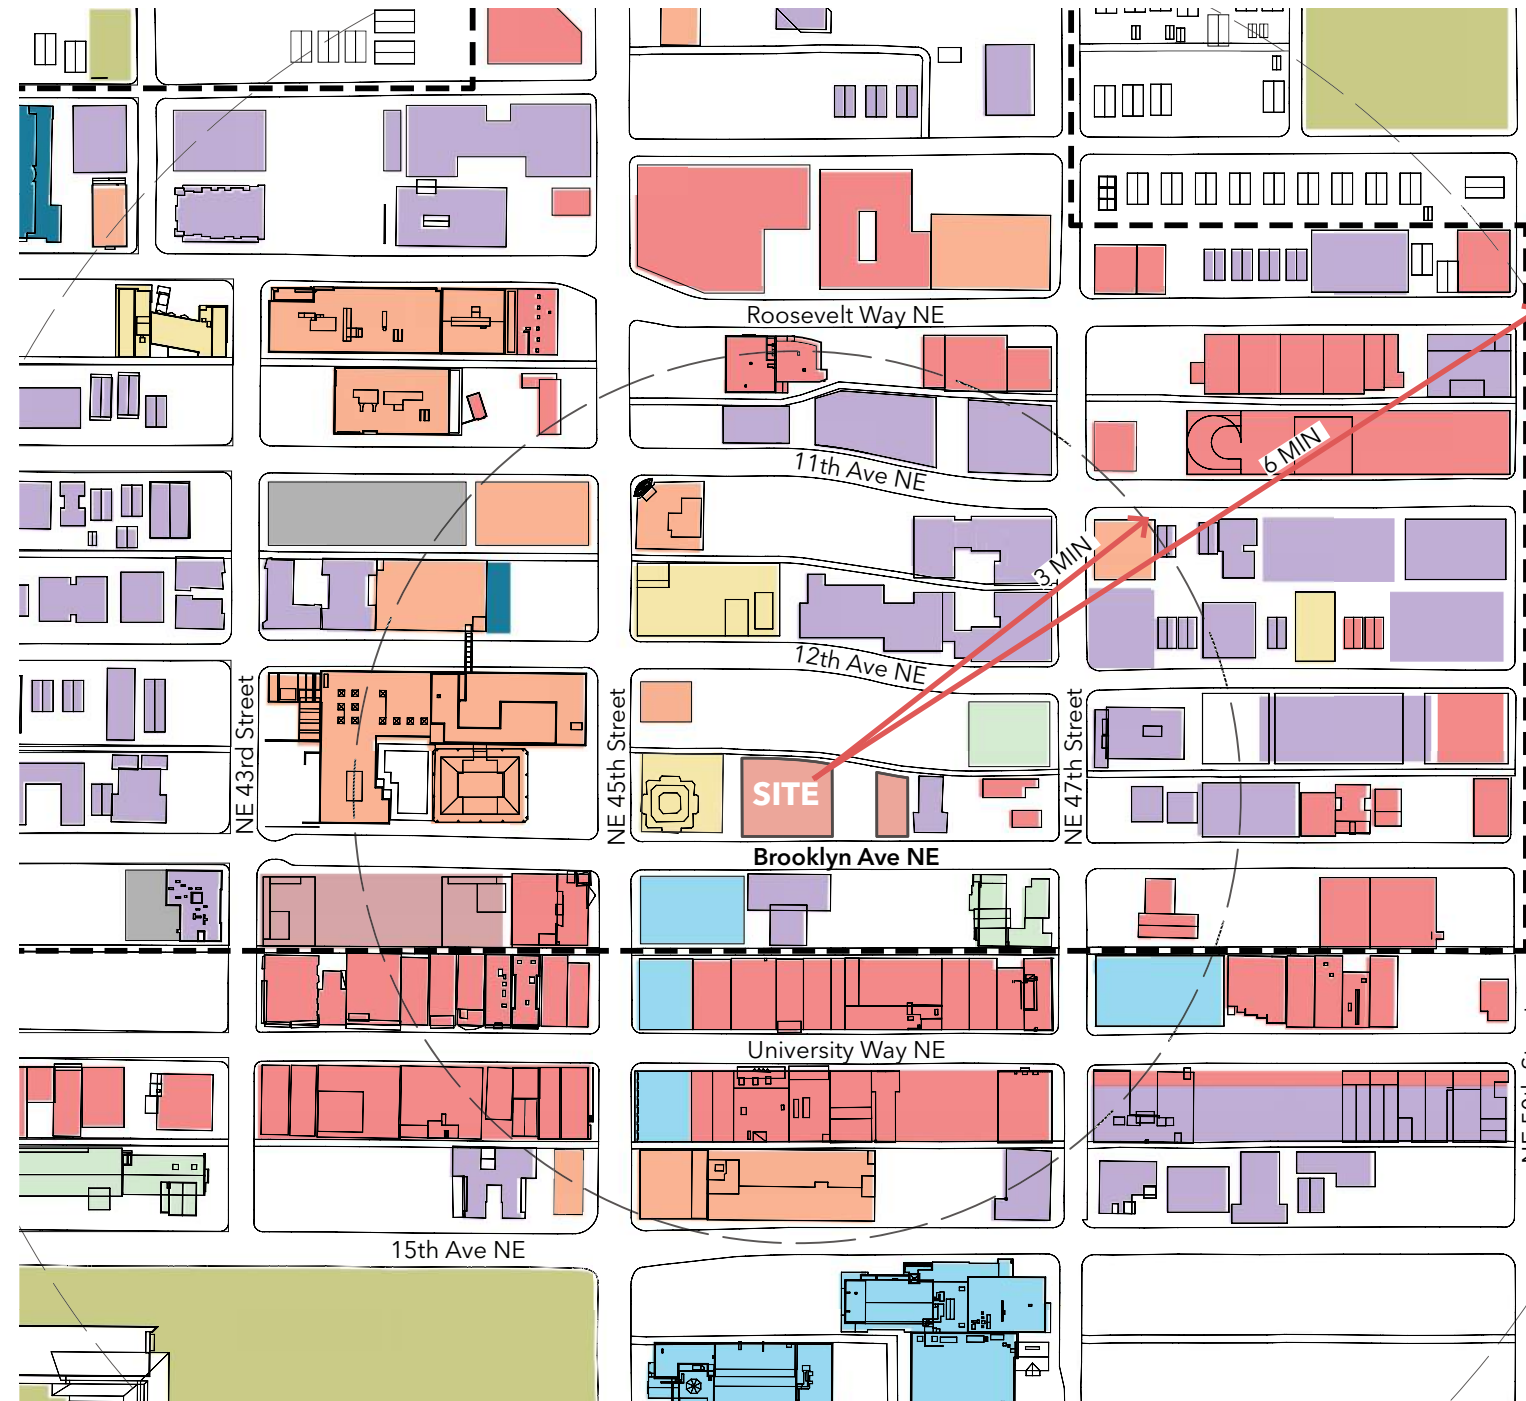 Roosevelt Way NE
11th Ave NE
6 MIN
3 MIN
12th Ave NE
NE 43rd Street
NE 45th Street
NE 47th Street
SITE
Brooklyn Ave NE
University Way NE
15th Ave NE